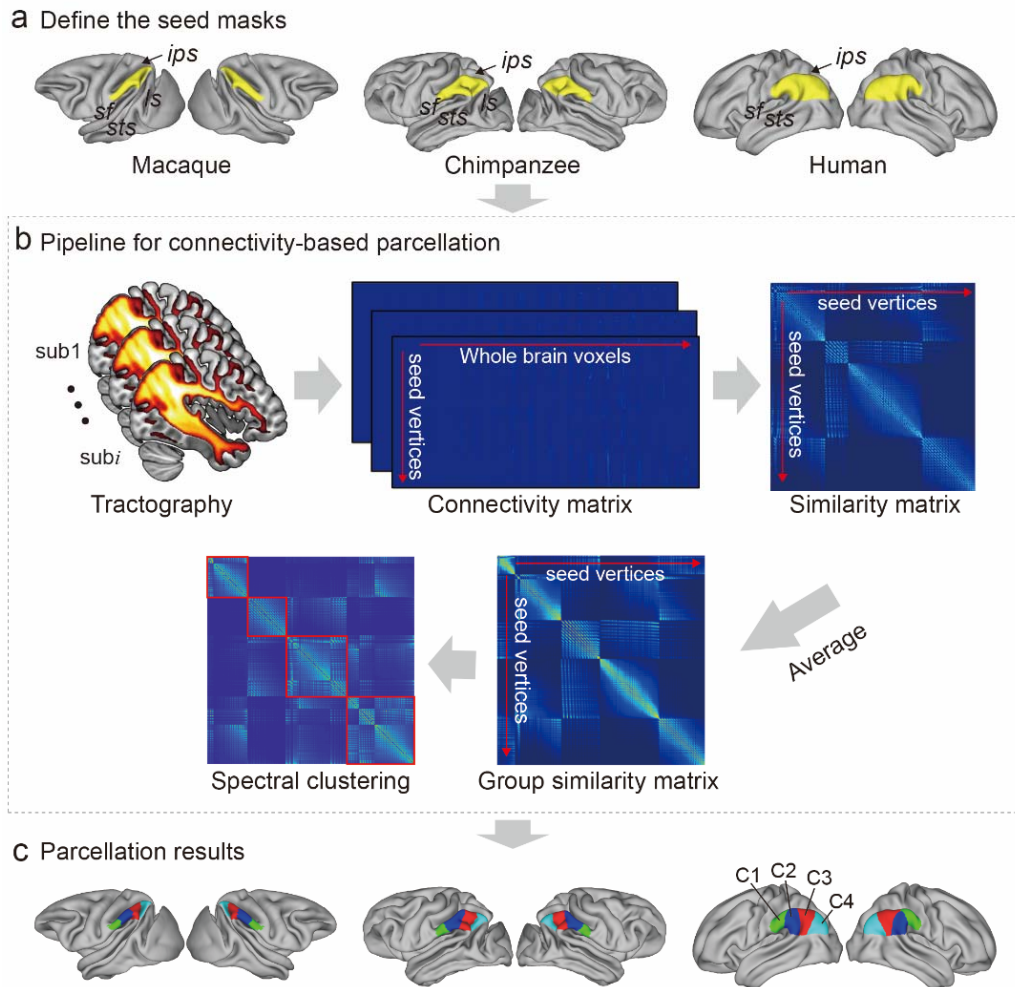 a Define the seed masks
ips
sf
sts
ls
ips
sf
sts
ls
ips
sf
sts
Macaque
Chimpanzee
Human
b Pipeline for connectivity-based parcellation
sub1
subi
Tractography
Whole brain voxels
seed vertices
Connectivity matrix
seed vertices
seed vertices
Similarity matrix
Spectral clustering
seed vertices
seed vertices
Group similarity matrix
Average
c Parcellation results
C1
C2
C3
C4